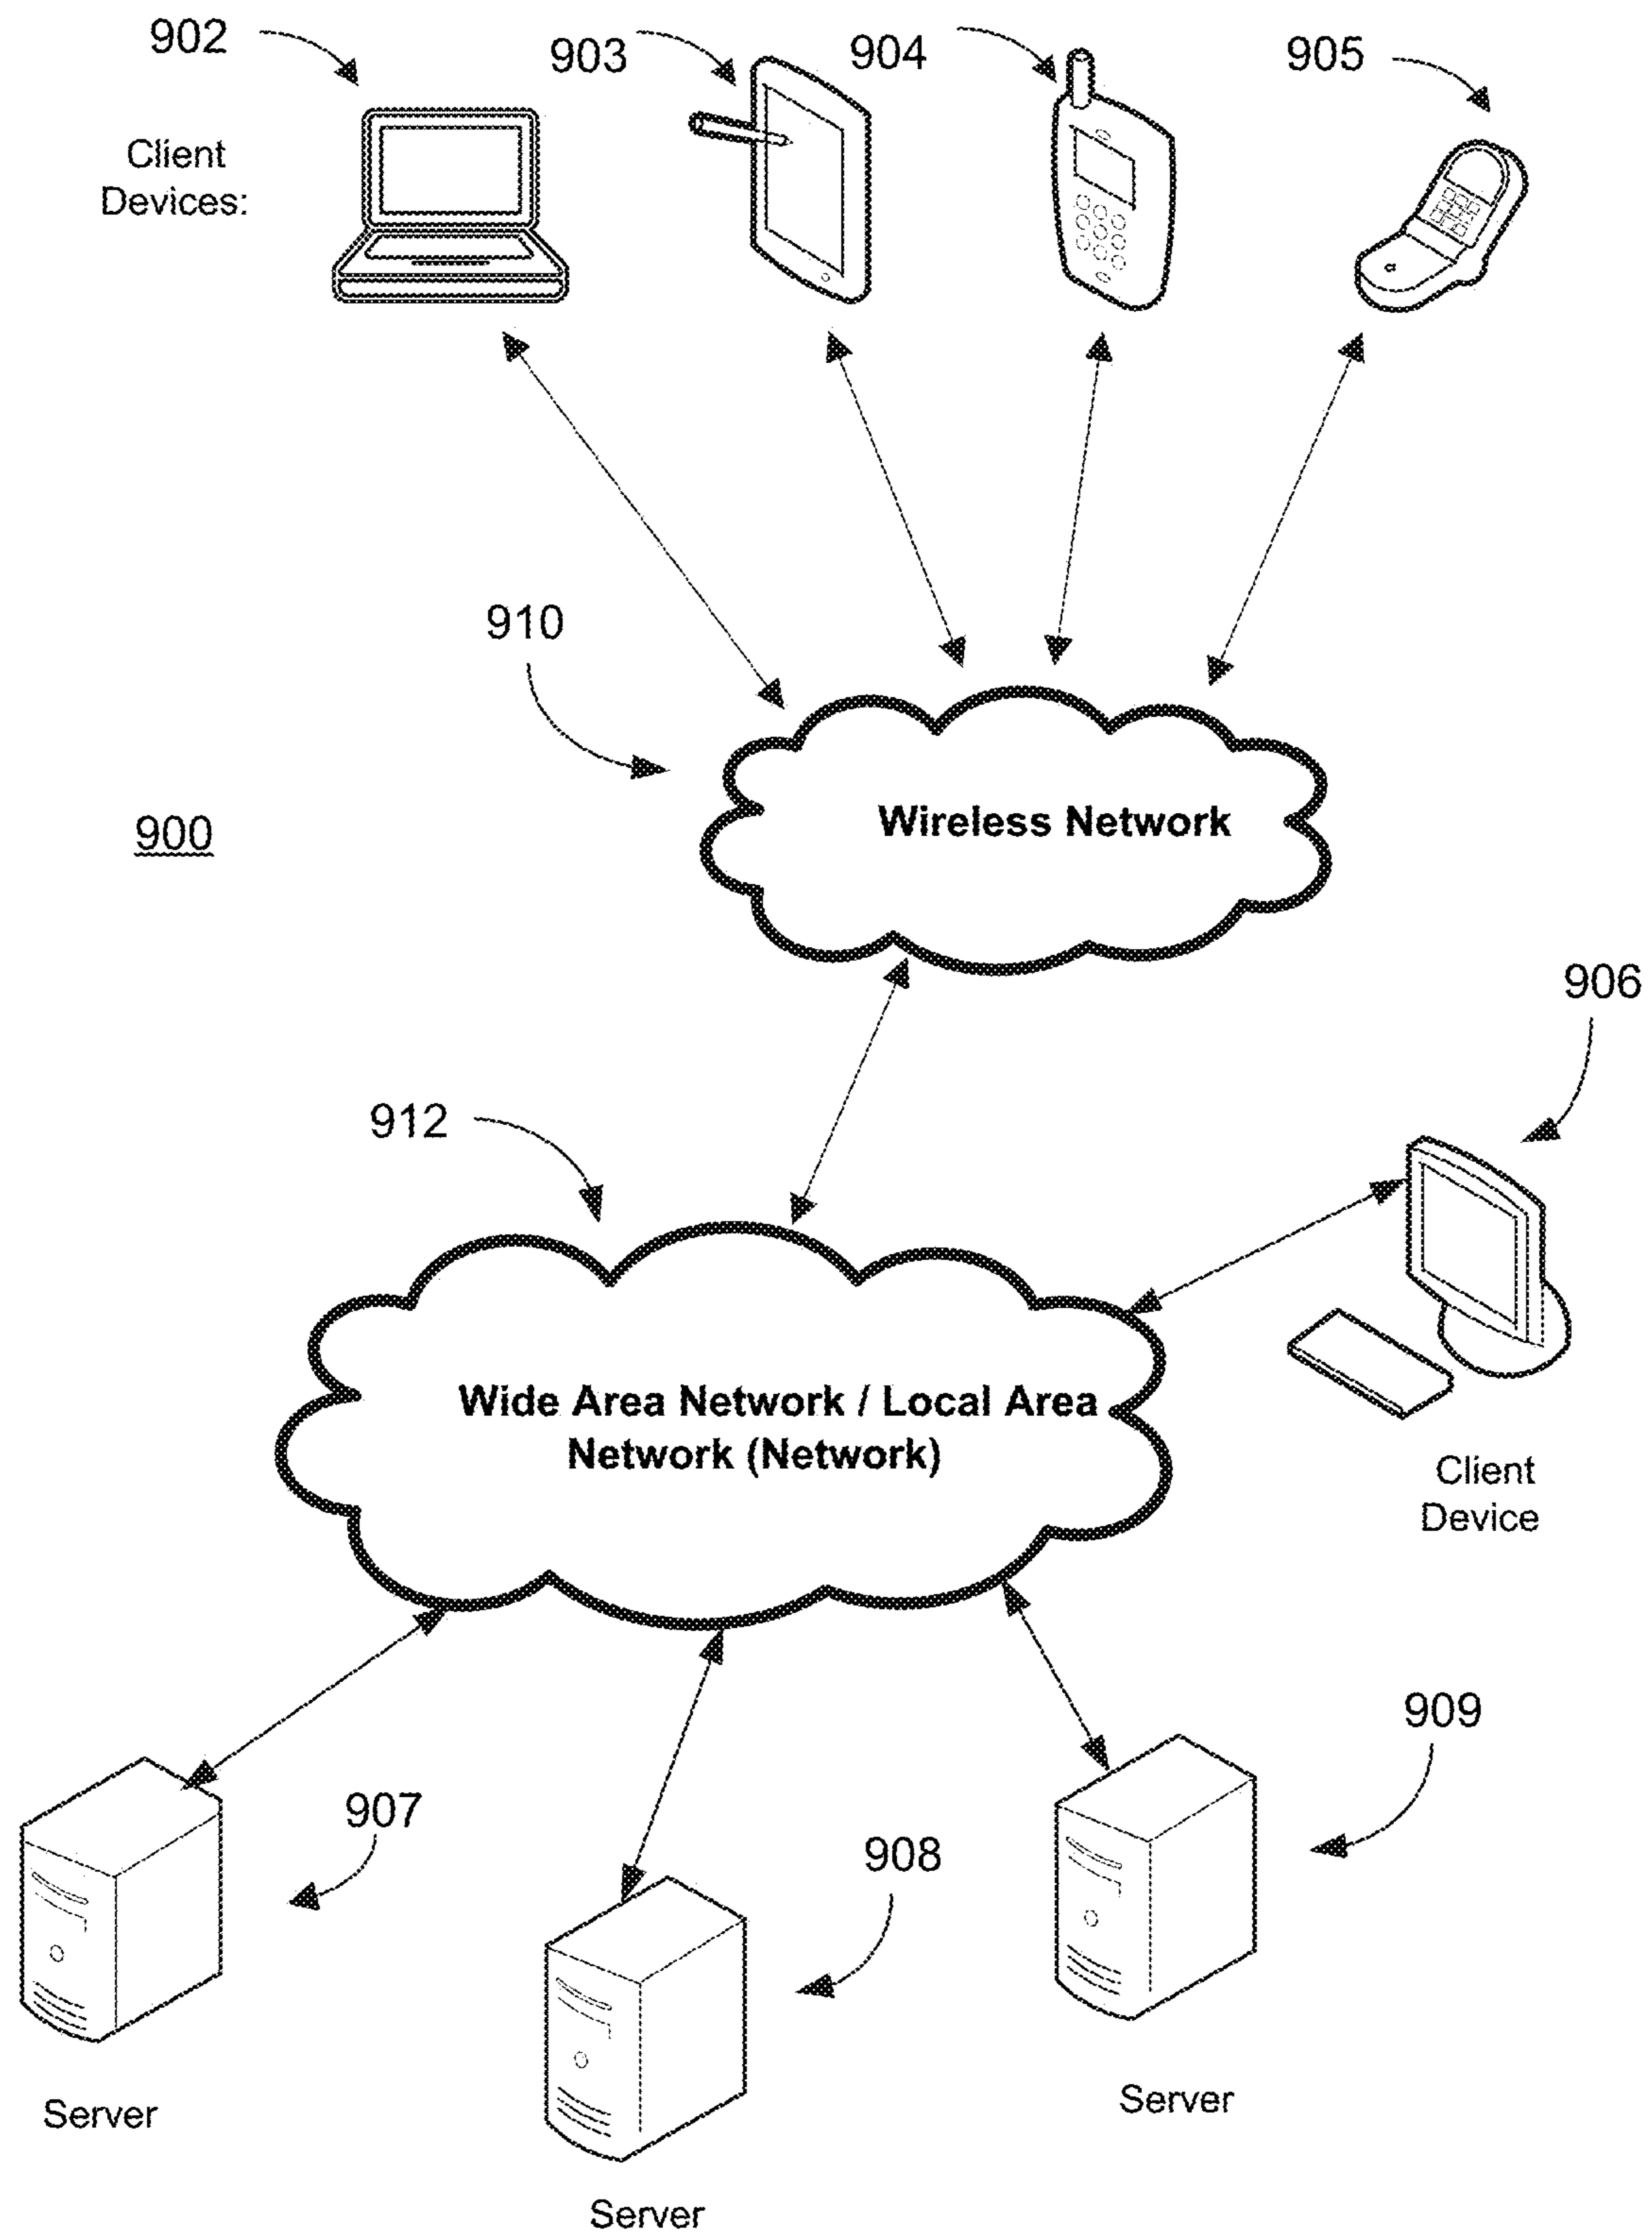 902
903
904
905
Client
Devices:
910
Wireless Network
900
906
912
Wide Area Network / Local Area
Network (Network)
Client
Device
909
907
908
Server
Server
Server